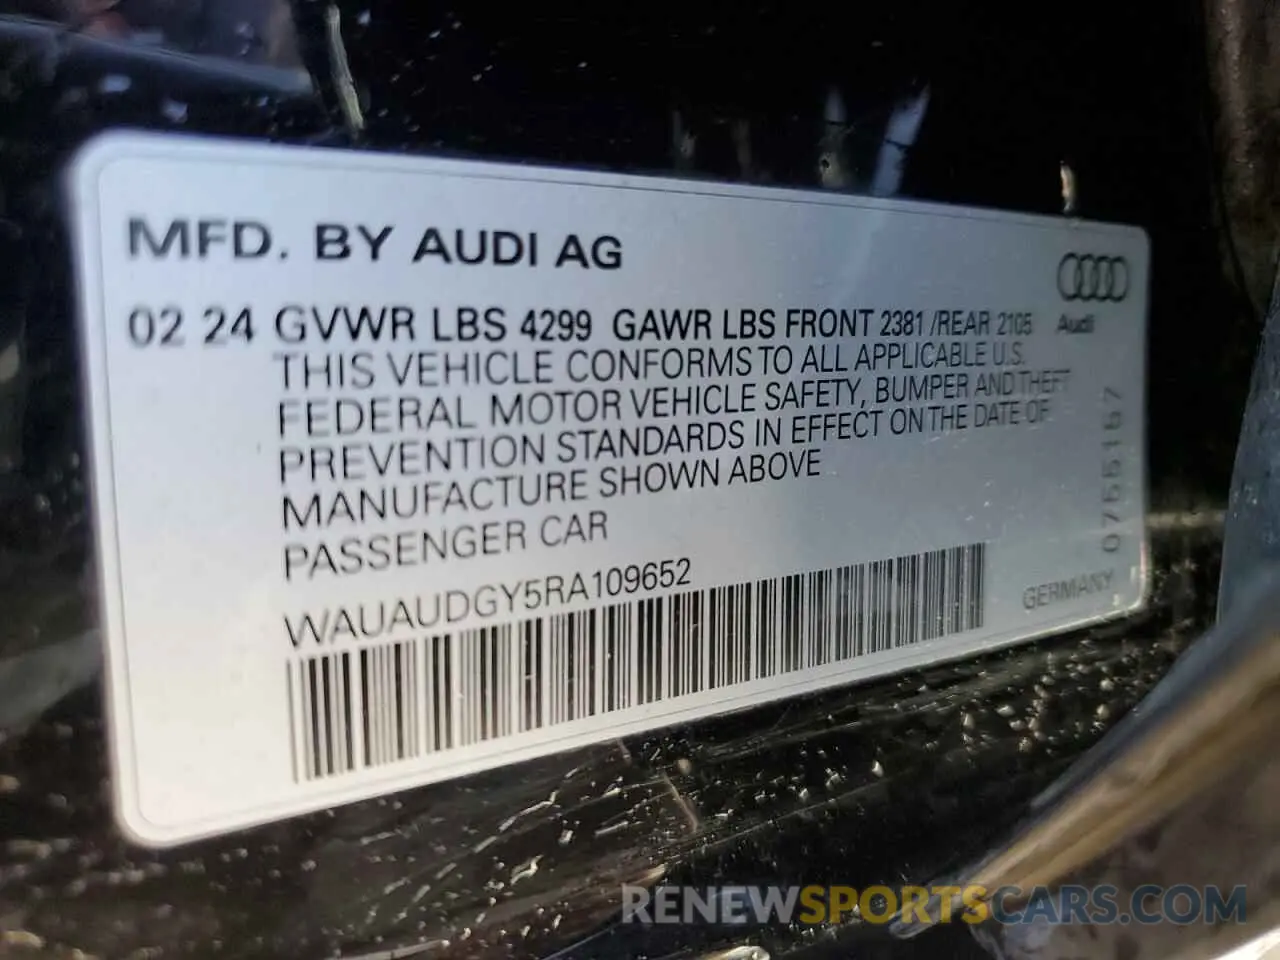 MFD. BY AUDI AG
02 24 GVWR LBS 4299 GAWR LBS FRONT 2381 /REAR 2105
Audi
THIS VEHICLE CONFORMS TO ALL APPLICABLE U.S.
FEDERAL MOTOR VEHICLE SAFETY, BUMPER AND THEFT
PREVENTION STANDARDS IN EFFECT ON THE DATE OF
MANUFACTURE SHOWN ABOVE
PASSENGER CAR
WAUAUDGY5RA109652
GERMANY
0755157
RENEWSPORTSCARS.COM